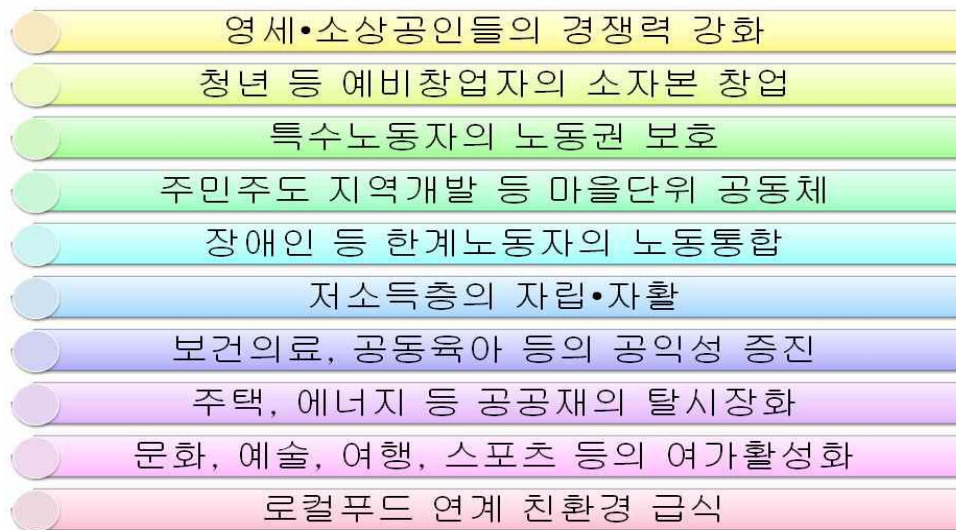 영세•소상공인들의 경쟁력 강화
청년 등 예비창업자의 소자본 창업
특수노동자의 노동권 보호
주민주도 지역개발 등 마을단위 공동체
장애인 등 한계노동자의 노동통합
저소득층의 자립•자활
보건의료, 공동육아 등의 공익성 증진
주택, 에너지 등 공공재의 탈시장화
문화, 예술, 여행, 스포츠 등의 여가활성화
로컬푸드 연계 친환경 급식